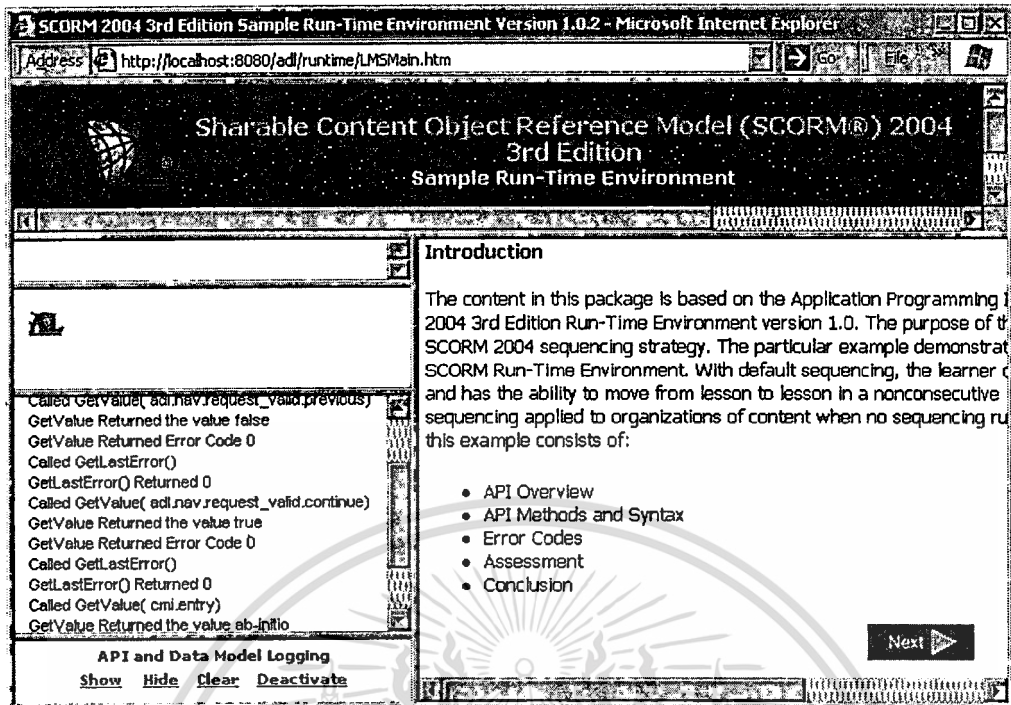 SCORM 2004 3rd Edition Sample Run-Time Environment Version 1.0.2 - Microsoft Internet Explorer
Address http://localhost:8080/adl/runtime/LMSMain.htm Go File
Sharable Content Object Reference Model (SCORM®) 2004
3rd Edition
Sample Run-Time Environment
Called GetValue( adl.nav.request_valid.previous)
GetValue Returned the value false
GetValue Returned Error Code 0
Called GetLastError()
GetLastError() Returned 0
Called GetValue( adl.nav.request_valid.continue)
GetValue Returned the value true
GetValue Returned Error Code 0
Called GetLastError()
GetLastError() Returned 0
Called GetValue( cmi.entry)
GetValue Returned the value ab-initio
API and Data Model Logging
Show Hide Clear Deactivate
Introduction
The content in this package is based on the Application Programming
2004 3rd Edition Run-Time Environment version 1.0. The purpose of
SCORM 2004 sequencing strategy. The particular example
SCORM Run-Time Environment. With default sequencing, the learner
and has the ability to move from lesson to lesson in a nonconsecutive
sequencing applied to organizations of content when no sequencing
this example consists of:
• API Overview
• API Methods and Syntax
• Error Codes
• Assessment
• Conclusion
Next